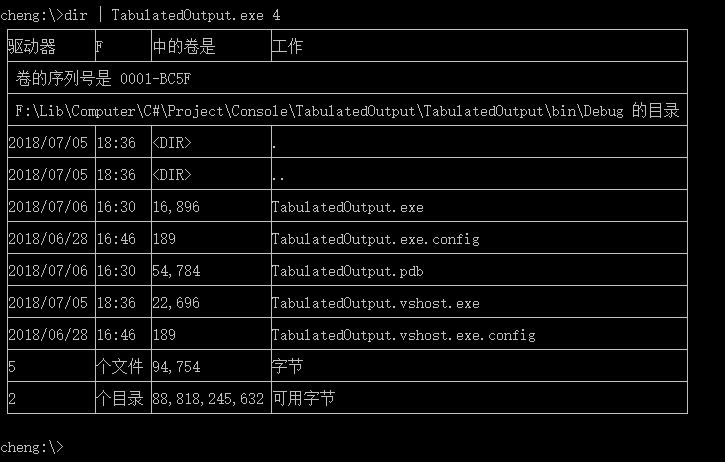 cheng:\>dir | TabulatedOutput.exe 4
驱动器 F 中的卷是 工作
卷的序列号是 0001-BC5F
F:\Lib\Computer\C#\Project\Console\TabulatedOutput\TabulatedOutput\bin\Debug 的目录
2018/07/05 18:36 <DIR> .
2018/07/05 18:36 <DIR> ..
2018/07/06 16:30 16,896 TabulatedOutput.exe
2018/06/28 16:46 189 TabulatedOutput.exe.config
2018/07/06 16:30 54,784 TabulatedOutput.pdb
2018/07/05 18:36 22,696 TabulatedOutput.vshost.exe
2018/06/28 16:46 189 TabulatedOutput.vshost.exe.config
5 个文件 94,754 字节
2 个目录 88,818,245,632 可用字节
cheng:\>